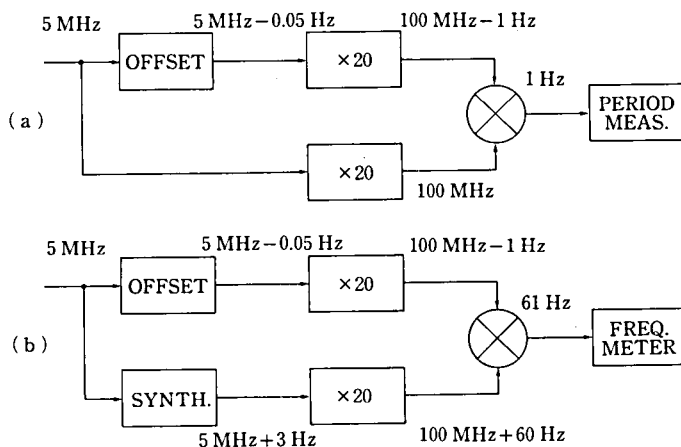 5 MHz
5 MHz−0.05 Hz
100 MHz−1 Hz
OFFSET
×20
1 Hz
PERIOD
MEAS.
(a)
×20
100 MHz
5 MHz
5 MHz−0.05 Hz
100 MHz−1 Hz
OFFSET
×20
61 Hz
FREQ.
METER
(b)
SYNTH.
×20
5 MHz+3 Hz
100 MHz+60 Hz